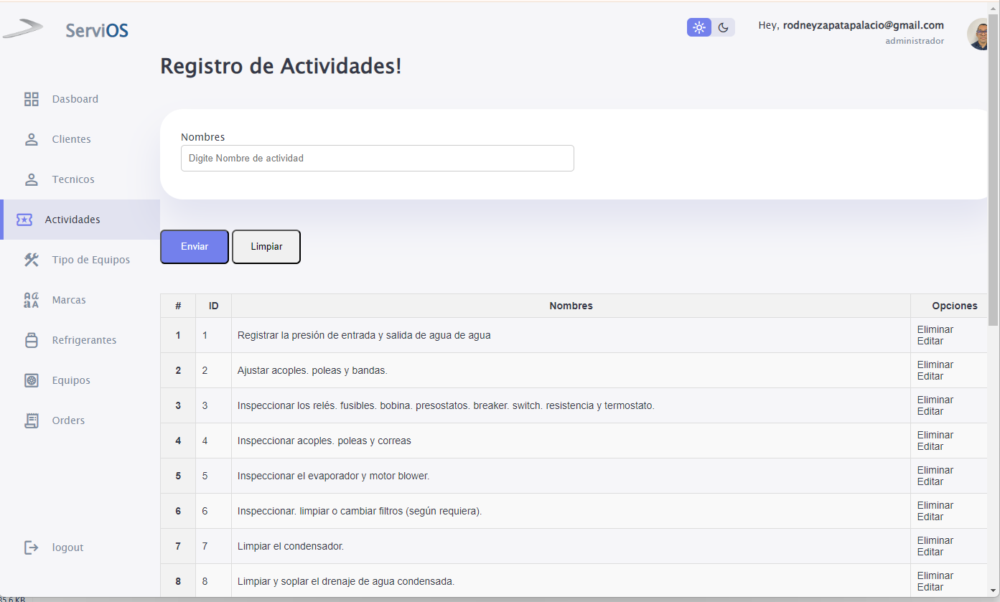 ServiOS
Hey, rodneyzapatapalacio@gmail.com
administrador
Registro de Actividades!
Dasboard
Clientes
Tecnicos
Actividades
Tipo de Equipos
Marcas
Refrigerantes
Equipos
Orders
logout
Nombres
Digite Nombre de actividad
Enviar Limpiar
# ID Nombres Opciones
1 1 Registrar la presión de entrada y salida de agua de agua Eliminar
Editar
2 2 Ajustar acoples. poleas y bandas. Eliminar
Editar
3 3 Inspeccionar los relés. fusibles. bobina. presostatos. breaker. switch. resistencia y termostato. Eliminar
Editar
4 4 Inspeccionar acoples. poleas y correas Eliminar
Editar
5 5 Inspeccionar el evaporador y motor blower. Eliminar
Editar
6 6 Inspeccionar. limpiar o cambiar filtros (según requiera). Eliminar
Editar
7 7 Limpiar el condensador. Eliminar
Editar
8 8 Limpiar y soplar el drenaje de agua condensada. Eliminar
Editar